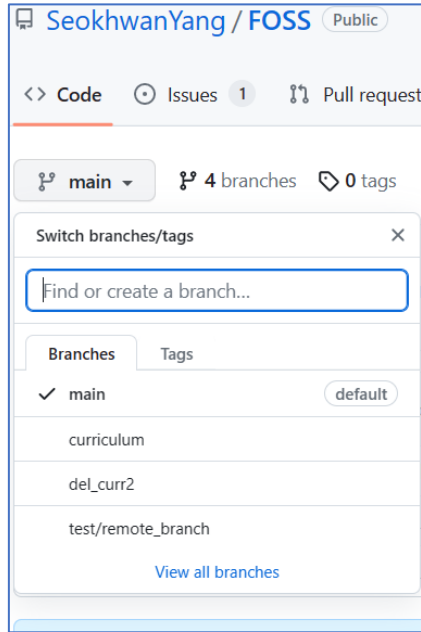 SeokhwanYang / FOSS Public
Code Issues 1 Pull request
main 4 branches 0 tags
Switch branches/tags
Find or create a branch...
Branches Tags
main default
curriculum
del_curr2
test/remote_branch
View all branches